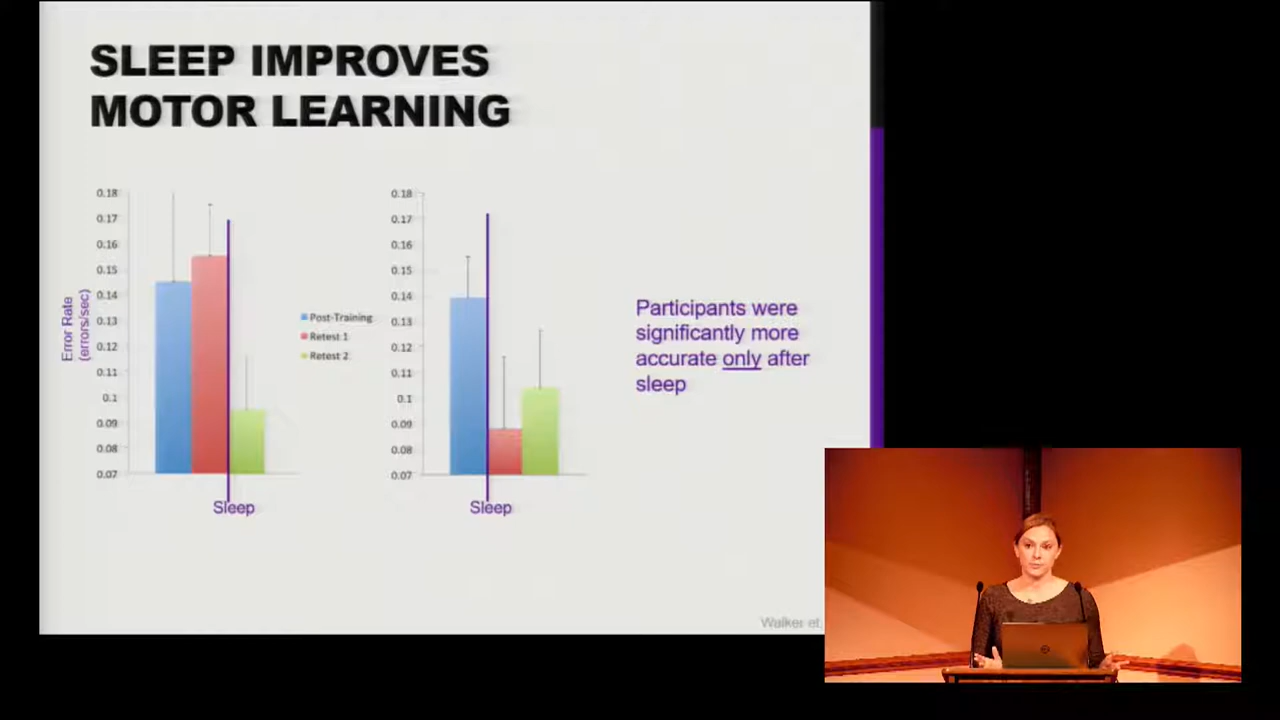 SLEEP IMPROVES
MOTOR LEARNING
0.18
0.17
0.16
0.15
0.14
0.13
0.12
0.11
0.1
0.09
0.08
0.07
Error Rate
(errors/sec)
Sleep
Post-Training
Retest 1
Retest 2
0.18
0.17
0.16
0.15
0.14
0.13
0.12
0.11
0.1
0.09
0.08
0.07
Sleep
Participants were
significantly more
accurate only after
sleep
Walker et.